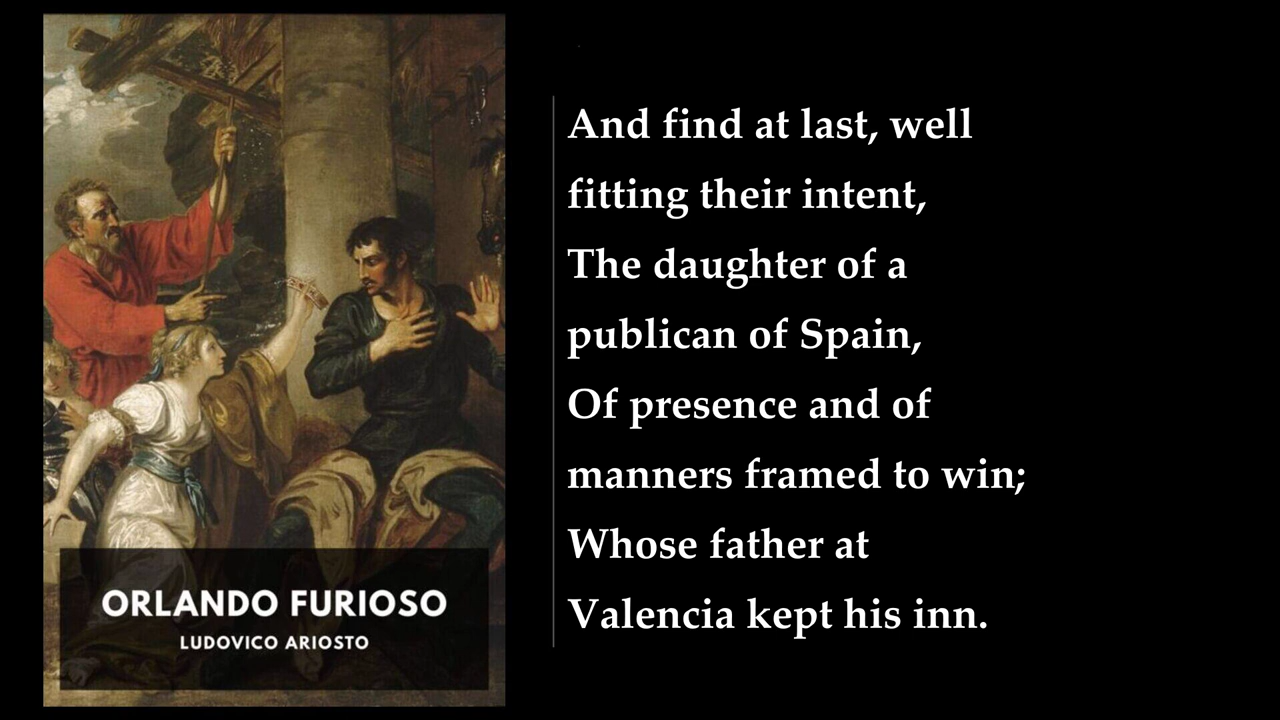 ORLANDO FURIOSO
LUDOVICO ARIOSTO
And find at last, well
fitting their intent,
The daughter of a
publican of Spain,
Of presence and of
manners framed to win;
Whose father at
Valencia kept his inn.